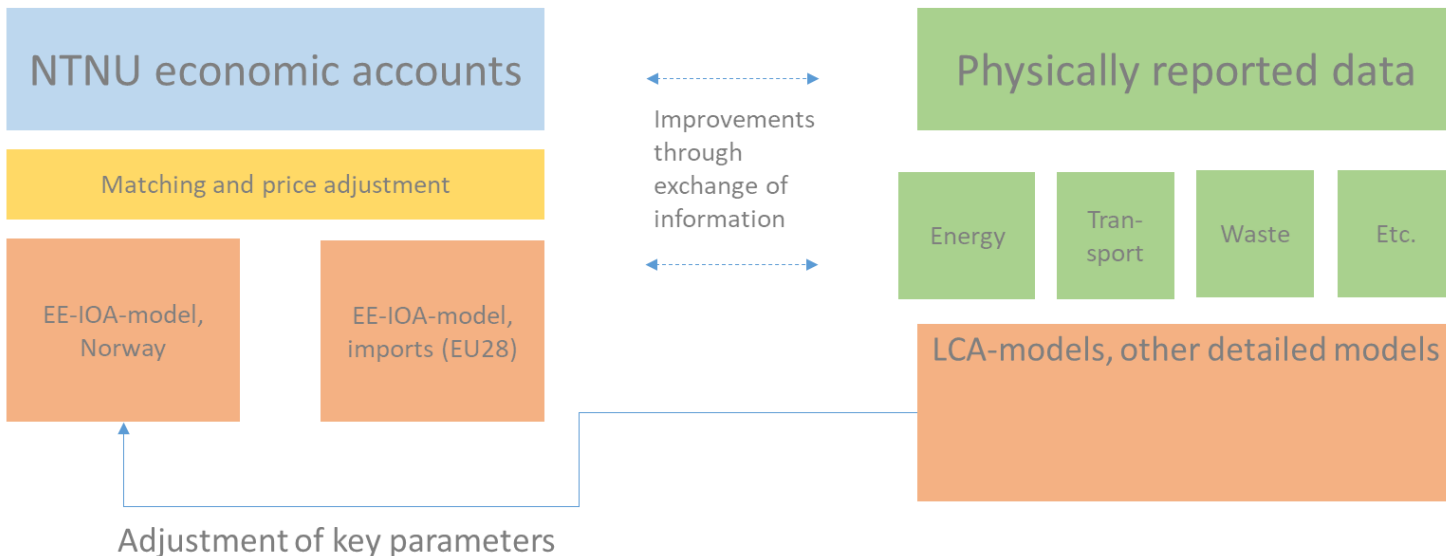 NTNU economic accounts
Matching and price adjustment
EE-IOA-model,
Norway
EE-IOA-model,
imports (EU28)
Improvements
through
exchange of
information
Physically reported data
Energy
Tran-
sport
Waste
Etc.
LCA-models, other detailed models
Adjustment of key parameters